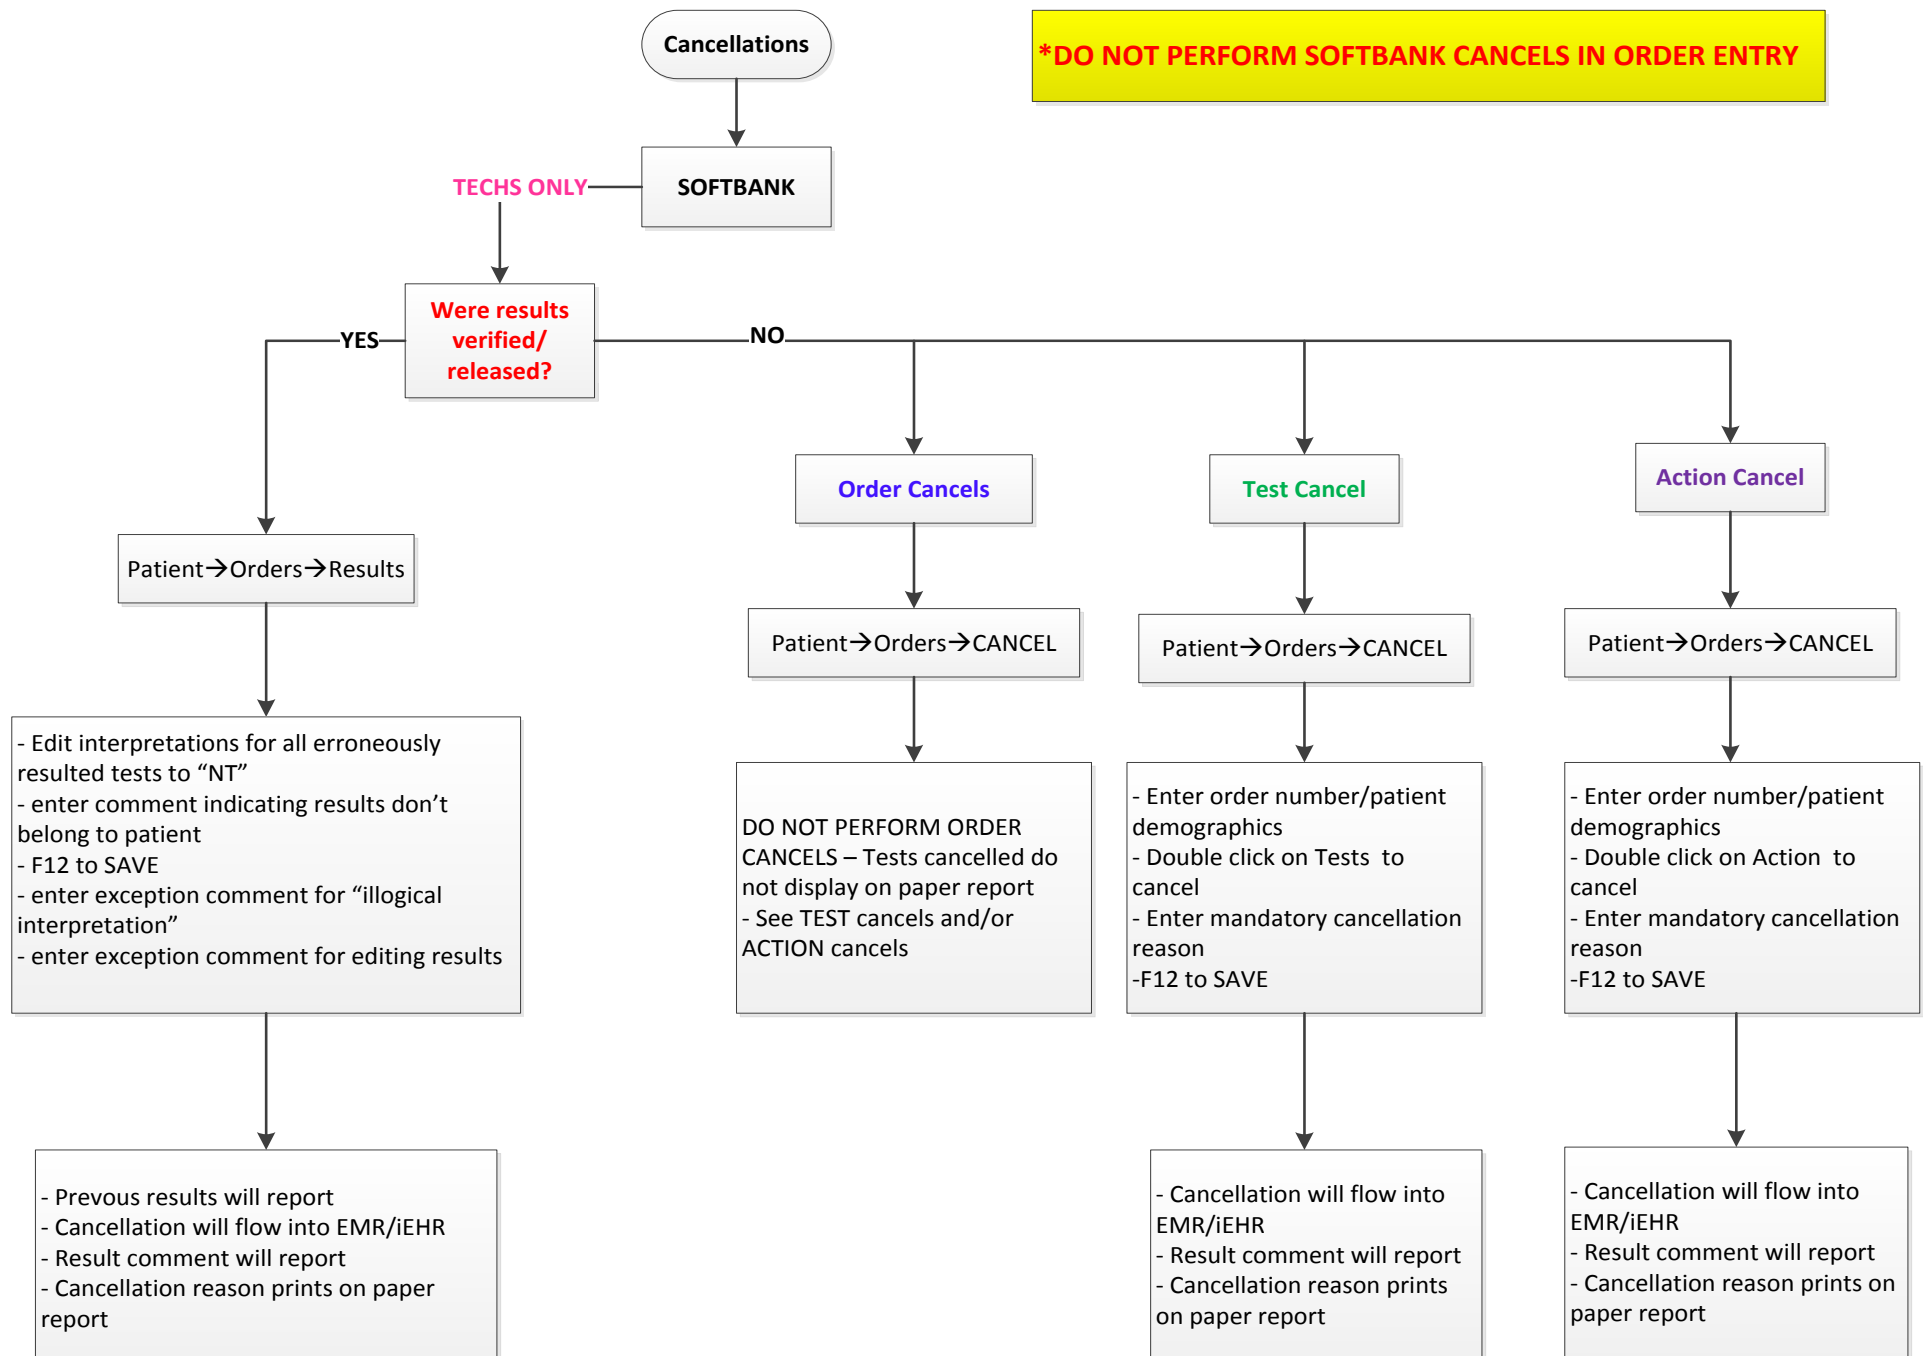 Cancellations
*DO NOT PERFORM SOFTBANK CANCELS IN ORDER ENTRY
TECHS ONLY
SOFTBANK
Were results
verified/
released?
YES
NO
Order Cancels
Test Cancel
Action Cancel
Patient→Orders→Results
Patient→Orders→CANCEL
Patient→Orders→CANCEL
Patient→Orders→CANCEL
- Edit interpretations for all erroneously
resulted tests to “NT”
- enter comment indicating results don’t
belong to patient
- F12 to SAVE
- enter exception comment for “illogical
interpretation”
- enter exception comment for editing results
DO NOT PERFORM ORDER
CANCELS – Tests cancelled do
not display on paper report
- See TEST cancels and/or
ACTION cancels
- Enter order number/patient
demographics
- Double click on Tests  to
cancel
- Enter mandatory cancellation
reason
-F12 to SAVE
- Enter order number/patient
demographics
- Double click on Action  to
cancel
- Enter mandatory cancellation
reason
-F12 to SAVE
- Prevous results will report
- Cancellation will flow into EMR/iEHR
- Result comment will report
- Cancellation reason prints on paper
report
- Cancellation will flow into
EMR/iEHR
- Result comment will report
- Cancellation reason prints
on paper report
- Cancellation will flow into
EMR/iEHR
- Result comment will report
- Cancellation reason prints on
paper report